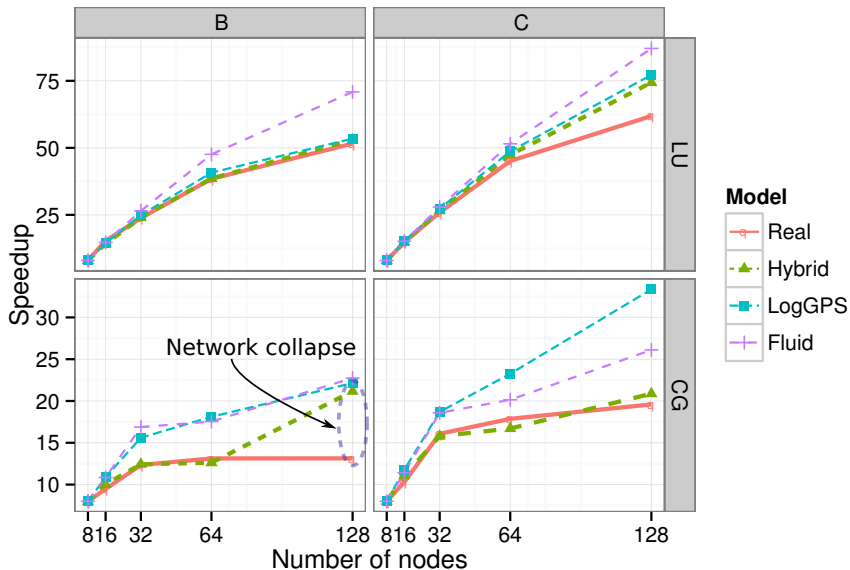 B
C
75
50
25
LU
Speedup
30
25
20
15
10
Network collapse
CG
8 16 32 64 128
8 16 32 64 128
Number of nodes
Model
Real
Hybrid
LogGPS
Fluid